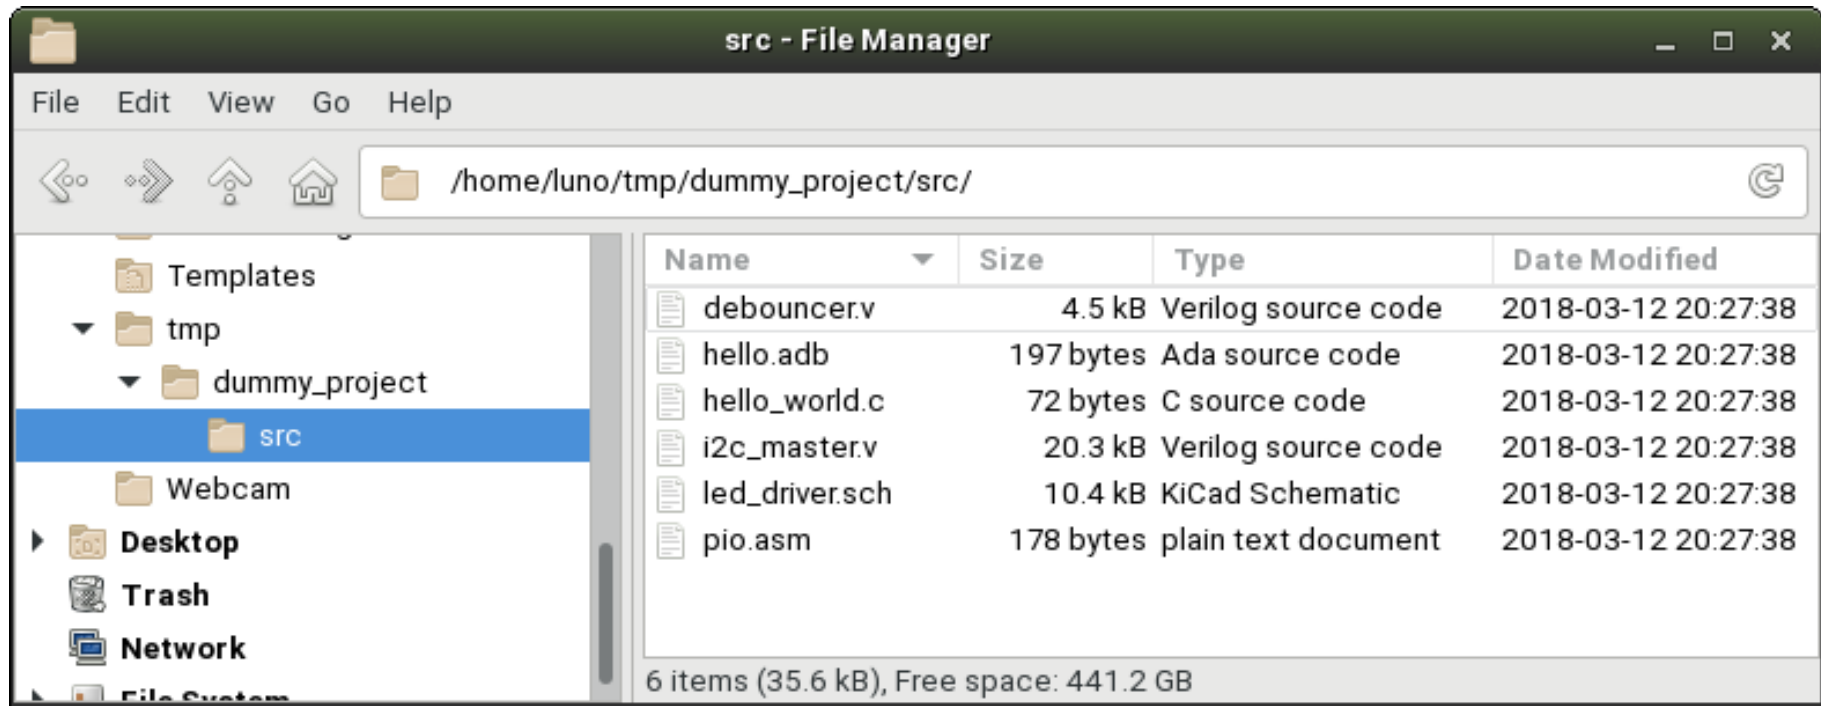 src - File Manager
File Edit View Go Help
/home/luno/tmp/dummy_project/src/
Templates
tmp
dummy_project
src
Webcam
Desktop
Trash
Network
File System
Name Size Type Date Modified
debouncer.v 4.5 kB Verilog source code 2018-03-12 20:27:38
hello.adb 197 bytes Ada source code 2018-03-12 20:27:38
hello_world.c 72 bytes C source code 2018-03-12 20:27:38
i2c_master.v 20.3 kB Verilog source code 2018-03-12 20:27:38
led_driver.sch 10.4 kB KiCad Schematic 2018-03-12 20:27:38
pio.asm 178 bytes plain text document 2018-03-12 20:27:38
6 items (35.6 kB), Free space: 441.2 GB